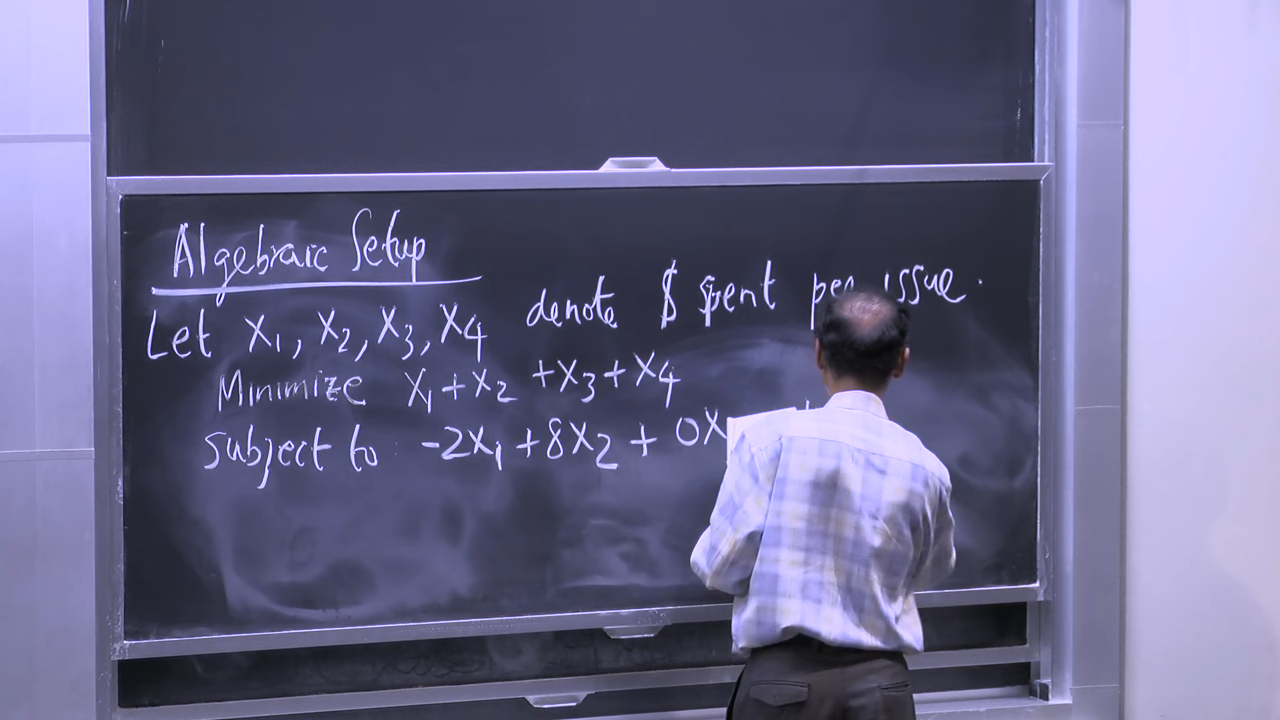 Algebraic Setup
Let X₁, X₂, X₃, X₄ denote $ spent per issue.
Minimize X₁+X₂+X₃+X₄
subject to: -2X₁+8X₂+0X